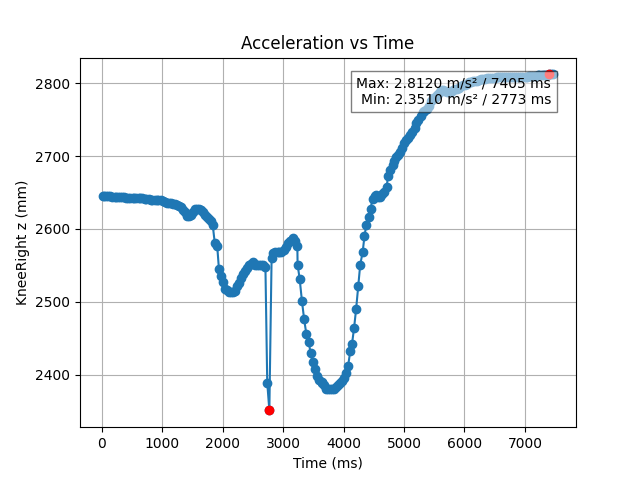 Acceleration vs Time
Max: 2.8120 m/s² / 7405 ms
Min: 2.3510 m/s² / 2773 ms
KneeRight z (mm)
2800
2700
2600
2500
2400
0 1000 2000 3000 4000 5000 6000 7000
Time (ms)